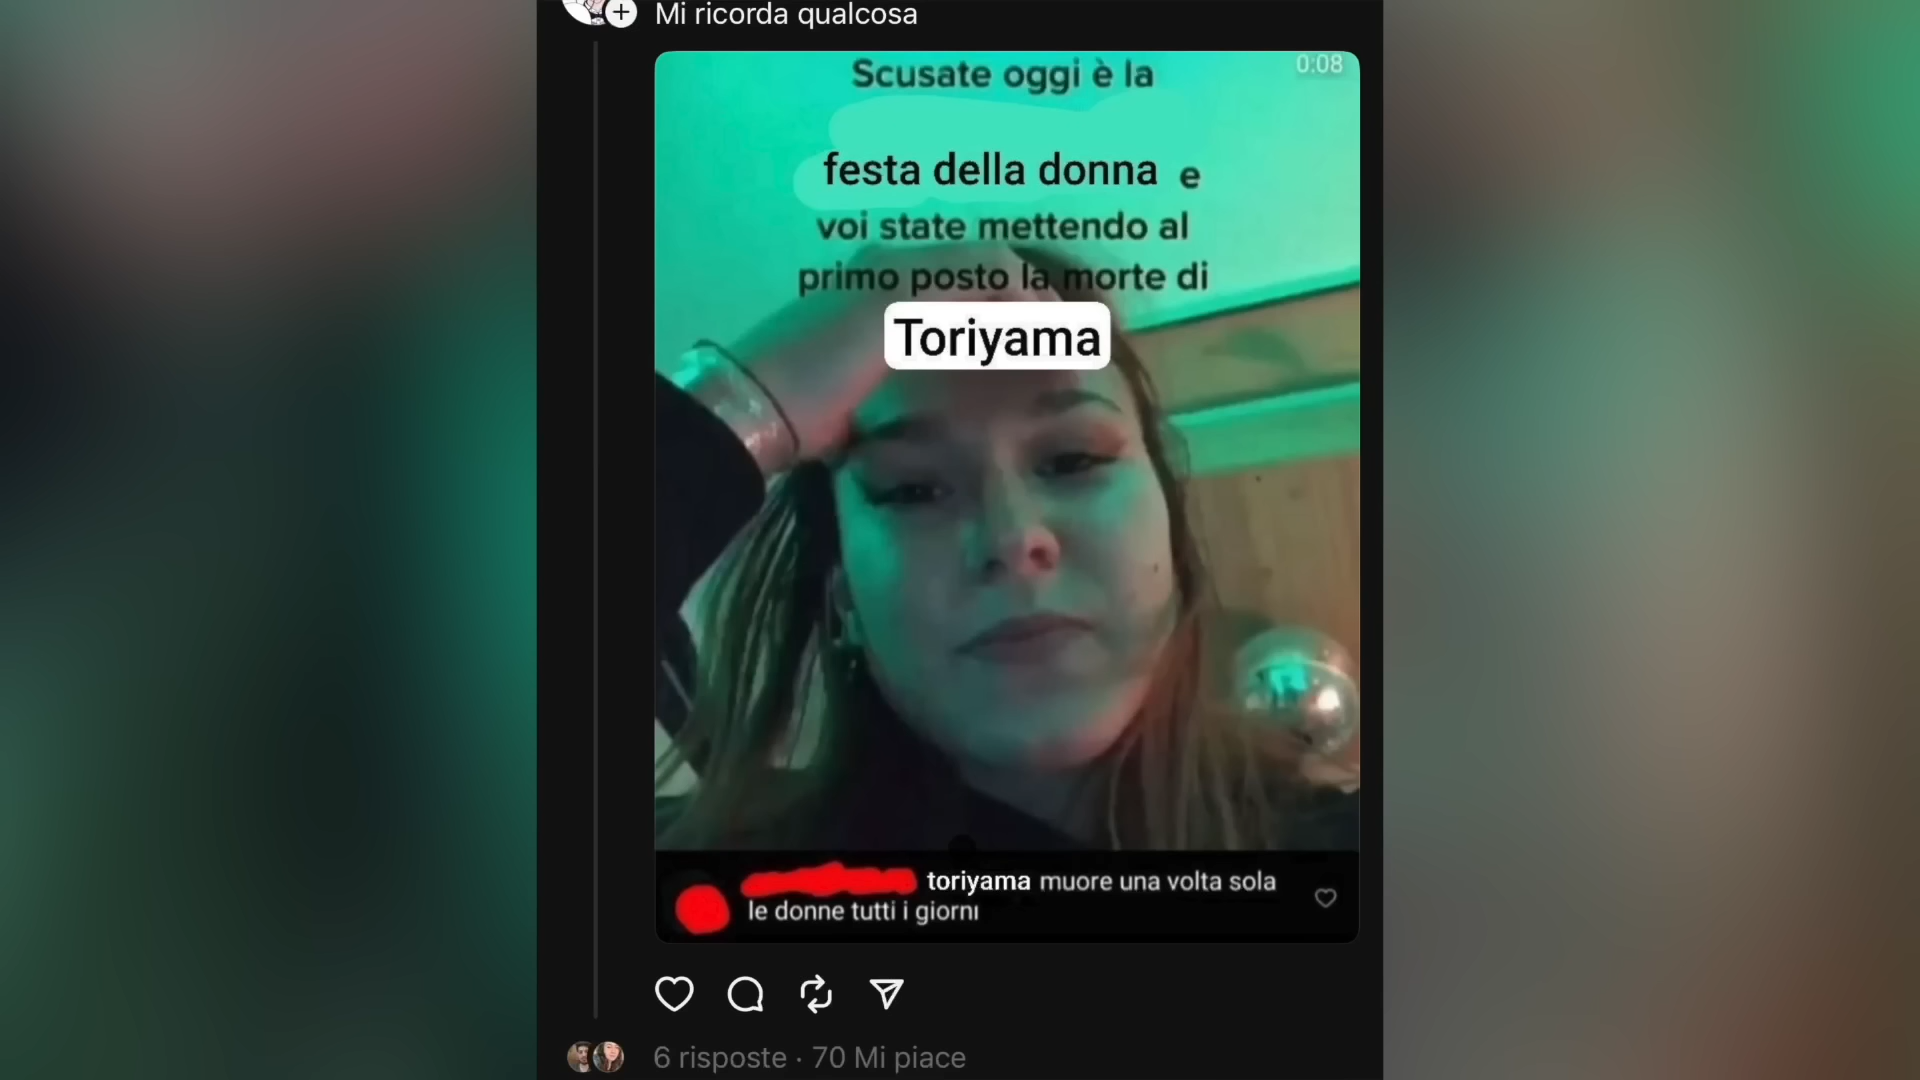 Mi ricorda qualcosa
0:08
Scusate oggi è la
festa della donna e
voi state mettendo al
primo posto la morte di
Toriyama
toriyama muore una volta sola
le donne tutti i giorni
6 risposte · 70 Mi piace